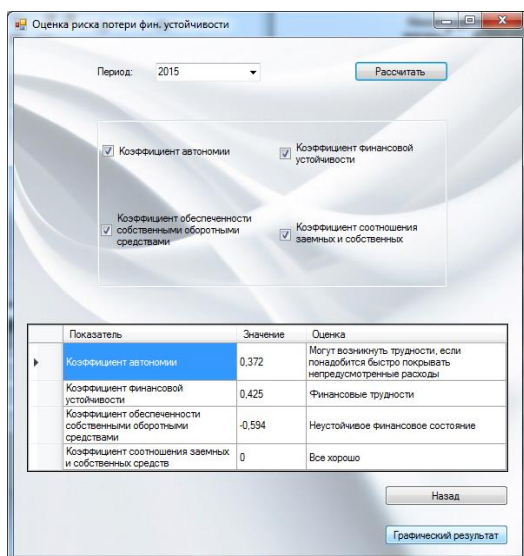 Оценка риска потери фин. устойчивости
Период:
2015
Рассчитать
Коэффициент автономии
Коэффициент финансовой
устойчивости
Коэффициент обеспеченности
собственными оборотными
средствами
Коэффициент соотношения
заемных и собственных
Показатель
Значение
Оценка
Коэффициент автономии
0,372
Могут возникнуть трудности, если
понадобится быстро покрывать
непредусмотренные расходы
Коэффициент финансовой
устойчивости
0,425
Финансовые трудности
Коэффициент обеспеченности
собственными оборотными
средствами
-0,594
Неустойчивое финансовое состояние
Коэффициент соотношения заемных
и собственных средств
0
Все хорошо
Назад
Графический результат